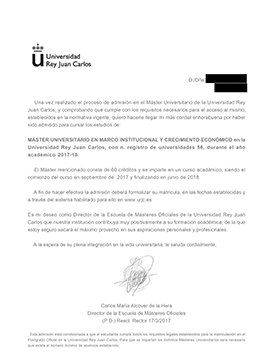 Universidad
Rey Juan Carlos
D./Dña.
Una vez realizado el proceso de admisión en el Máster Universitario de la Universidad Rey
Juan Carlos, y comprobando que cumple con los requisitos necesarios para el acceso al mismo,
establecidos en la normativa vigente, quiero hacerle llegar mi más cordial enhorabuena por haber
sido admitido para cursar los estudios de:
MÁSTER UNIVERSITARIO EN MARCO INSTITUCIONAL Y CRECIMIENTO ECONÓMICO en la
Universidad Rey Juan Carlos, con n. registro de universidades 56, durante el año
académico 2017-18.
El Máster mencionado consta de 60 créditos y se imparte en un curso académico, siendo el
comienzo del curso en septiembre de 2017 y finalizando en junio de 2018.
A fin de hacer efectiva la admisión deberá formalizar su matrícula, en las fechas establecidas y
a través del sistema habilitado para ello en www.urjc.es
Es mi deseo como Director de la Escuela de Másteres Oficiales de la Universidad Rey Juan
Carlos que nuestra institución contribuya muy positivamente a su formación académica, de la que
estoy seguro sacará el máximo provecho en sus aspiraciones personales y profesionales.
A la espera de su plena integración en la vida universitaria, le saluda cordialmente,
Carlos María Alcover de la Hera
Director de la Escuela de Másteres Oficiales
(P.D.) Resol. Rector 17/3/2017
Esta admisión está condicionada a que el estudiante cumpla todos los requisitos legales establecidos para la matriculación en el
Postgrado Oficial en la Universidad Rey Juan Carlos. Para que se impartan los distintos Másteres Universitarios será necesario
que exista el número mínimo de alumnos establecido.